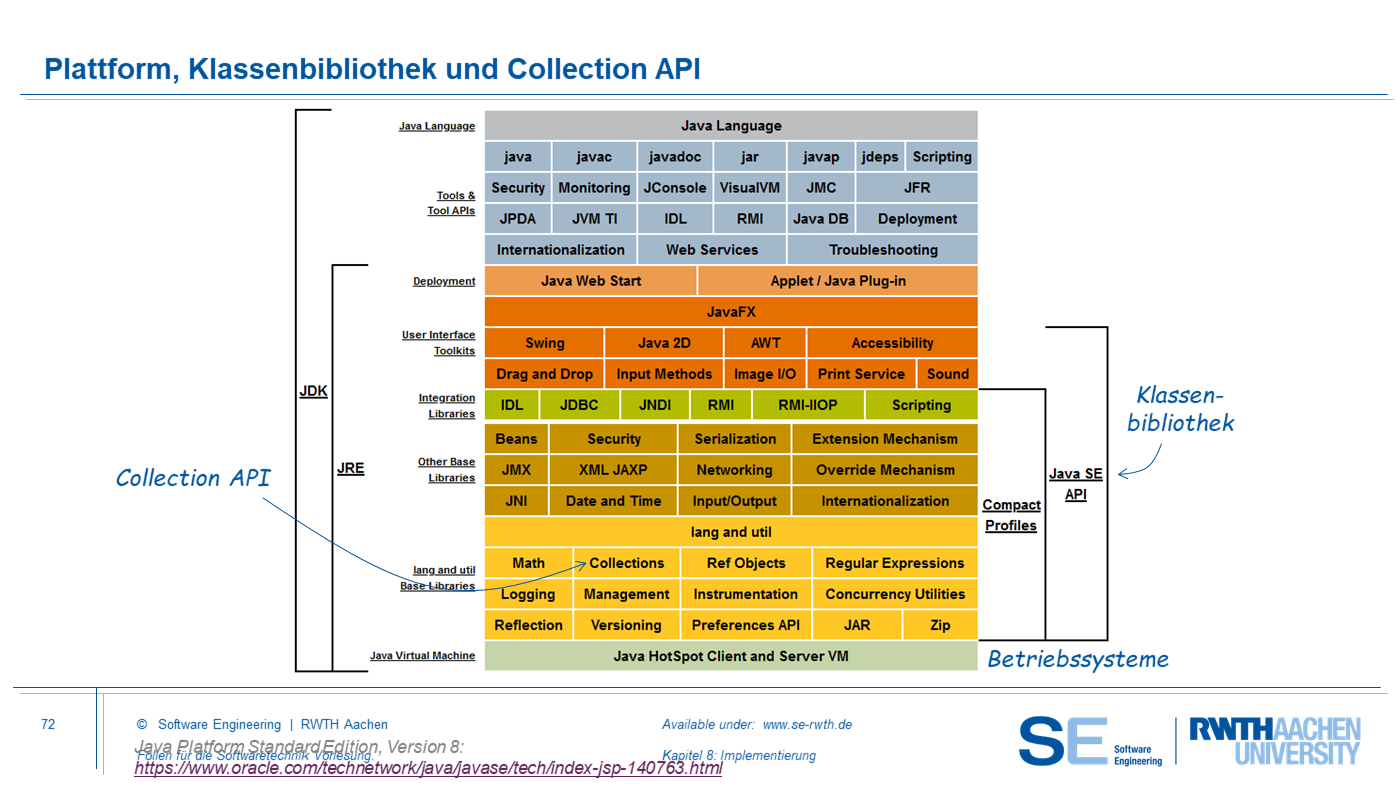 Plattform, Klassenbibliothek und Collection API
Java Language
Java Language
java javac javadoc jar javap jdeps Scripting
Tools &
Tool APIs
Security Monitoring JConsole VisualVM JMC JFR
JPDA JVM TI IDL RMI Java DB Deployment
Internationalization Web Services Troubleshooting
Deployment
Java Web Start Applet / Java Plug-in
JavaFX
User Interface
Toolkits
Swing Java 2D AWT Accessibility
Drag and Drop Input Methods Image I/O Print Service Sound
JDK
Integration
Libraries
IDL JDBC JNDI RMI RMI-IIOP Scripting
Klassen-
bibliothek
Beans Security Serialization Extension Mechanism
JRE
Other Base
Libraries
JMX XML JAXP Networking Override Mechanism
Java SE
API
Collection API
JNI Date and Time Input/Output Internationalization
Compact
Profiles
lang and util
lang and util
Base Libraries
Math Collections Ref Objects Regular Expressions
Logging Management Instrumentation Concurrency Utilities
Reflection Versioning Preferences API JAR Zip
Java Virtual Machine
Java HotSpot Client and Server VM
Betriebssysteme
72
© Software Engineering | RWTH Aachen
Available under: www.se-rwth.de
Java Platform Standard Edition, Version 8:
Folien für die Softwaretechnik Vorlesung.
Kapitel 8: Implementierung
https://www.oracle.com/technetwork/java/javase/tech/index-jsp-140763.html
SE Software
Engineering
RWTHAACHEN
UNIVERSITY